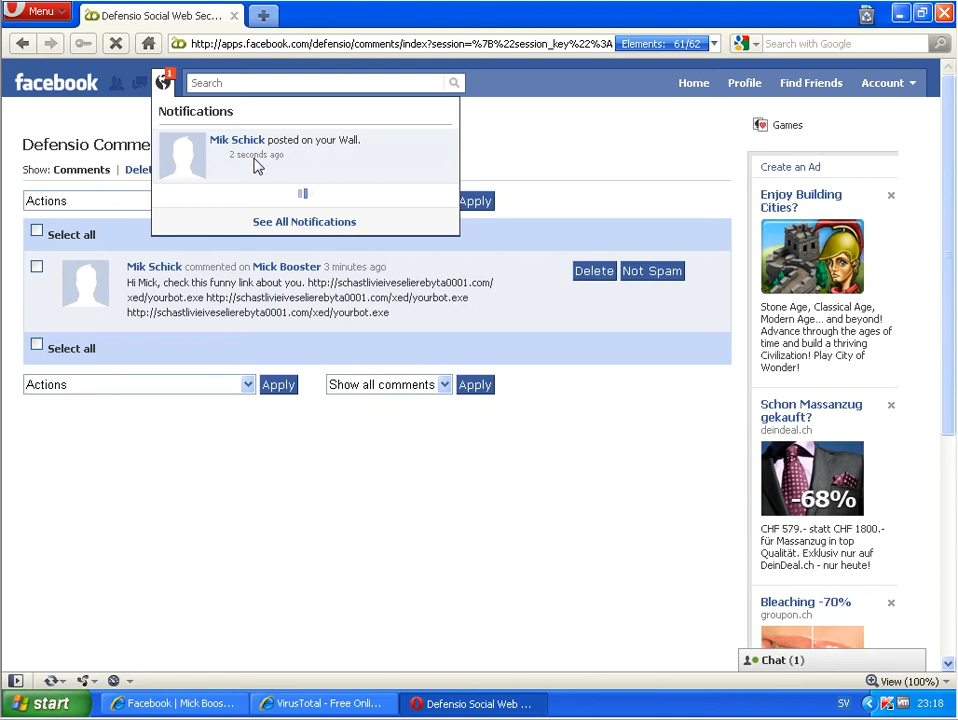 Menu
Defensio Social Web Sec...
http://apps.facebook.com/defensio/comments/index?session=%7B%22session_key%22%3A
Elements: 61/62
Search with Google
facebook
1
Search
Home
Profile
Find Friends
Account
Notifications
Mik Schick posted on your Wall.
2 seconds ago
See All Notifications
Defensio Comme
Show: Comments
Delet
Actions
Apply
Select all
Mik Schick commented on Mick Booster 3 minutes ago
Hi Mick, check this funny link about you. http://schastlivieiveselierebyta0001.com/
xed/yourbot.exe http://schastlivieiveselierebyta0001.com/xed/yourbot.exe
http://schastlivieiveselierebyta0001.com/xed/yourbot.exe
Delete
Not Spam
Select all
Actions
Apply
Show all comments
Apply
Games
Create an Ad
Enjoy Building
Cities?
Stone Age, Classical Age,
Modern Age... and beyond!
Advance through the ages of
time and build a thriving
Civilization! Play City of
Wonder!
Schon Massanzug
gekauft?
deindeal.ch
-68%
CHF 579.- statt CHF 1800.-
für Massanzug in top
Qualität. Exklusiv nur auf
DeinDeal.ch - nur heute!
Bleaching -70%
groupon.ch
Chat (1)
View (100%)
start
Facebook | Mick Boos...
VirusTotal - Free Onli...
Defensio Social Web ...
SV
23:18